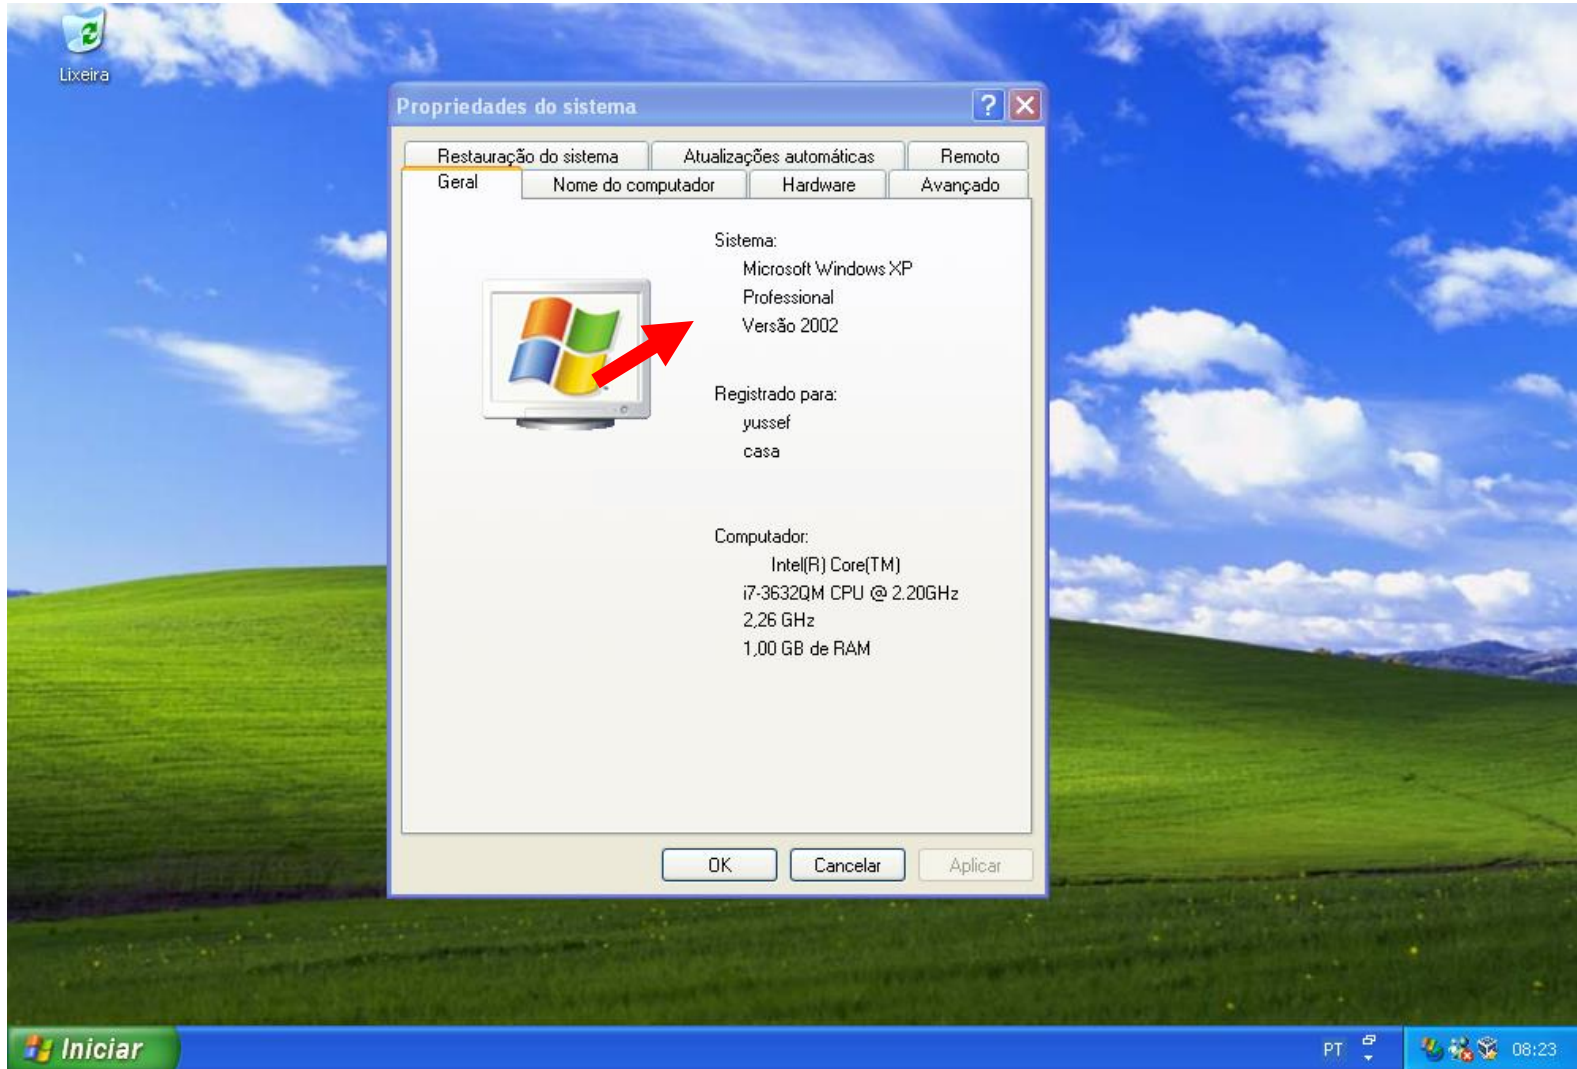 Lixeira
Propriedades do sistema
Restauração do sistema
Atualizações automáticas
Remoto
Geral
Nome do computador
Hardware
Avançado
Sistema:
Microsoft Windows XP
Professional
Versão 2002
Registrado para:
yussef
casa
Computador:
Intel(R) Core(TM)
i7-3632QM CPU @ 2.20GHz
2,26 GHz
1,00 GB de RAM
OK
Cancelar
Aplicar
Iniciar
PT
08:23